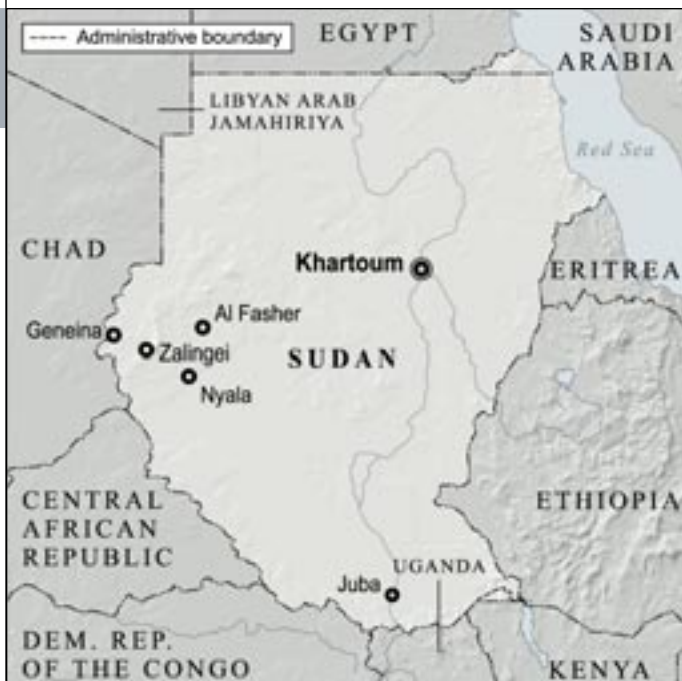 ---- Administrative boundary
EGYPT
SAUDI
ARABIA
LIBYAN ARAB
JAMAHIRIYA
Red Sea
CHAD
Khartoum
ERITREA
Al Fasher
Geneina
Zalingei
SUDAN
Nyala
CENTRAL
AFRICAN
REPUBLIC
ETHIOPIA
UGANDA
Juba
DEM. REP.
OF THE CONGO
KENYA